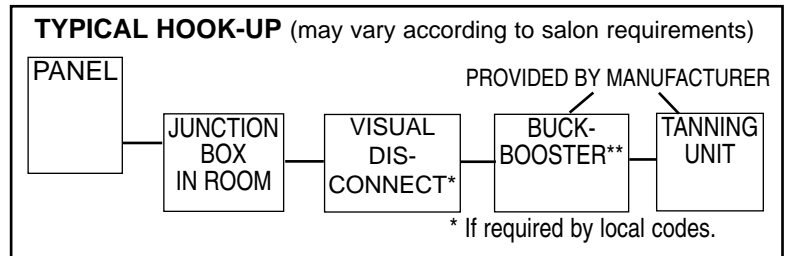 TYPICAL HOOK-UP (may vary according to salon requirements)
PANEL
PROVIDED BY MANUFACTURER
JUNCTION
BOX
IN ROOM
VISUAL
DIS-
CONNECT*
BUCK-
BOOSTER**
TANNING
UNIT
* If required by local codes.